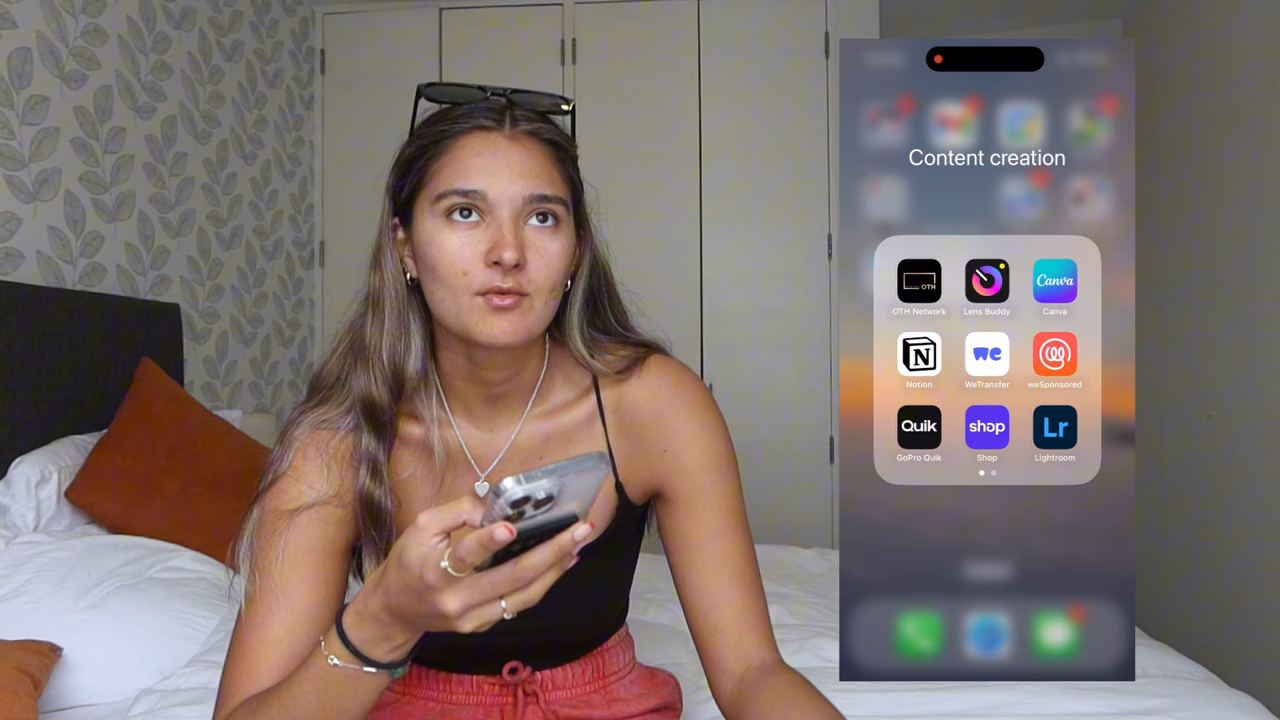 Content creation
OTH
OTH Network
Lens Buddy
Canva
Canva
N
Notion
we
WeTransfer
weSponsored
Quik
GoPro Quik
shop
Shop
Lr
Lightroom